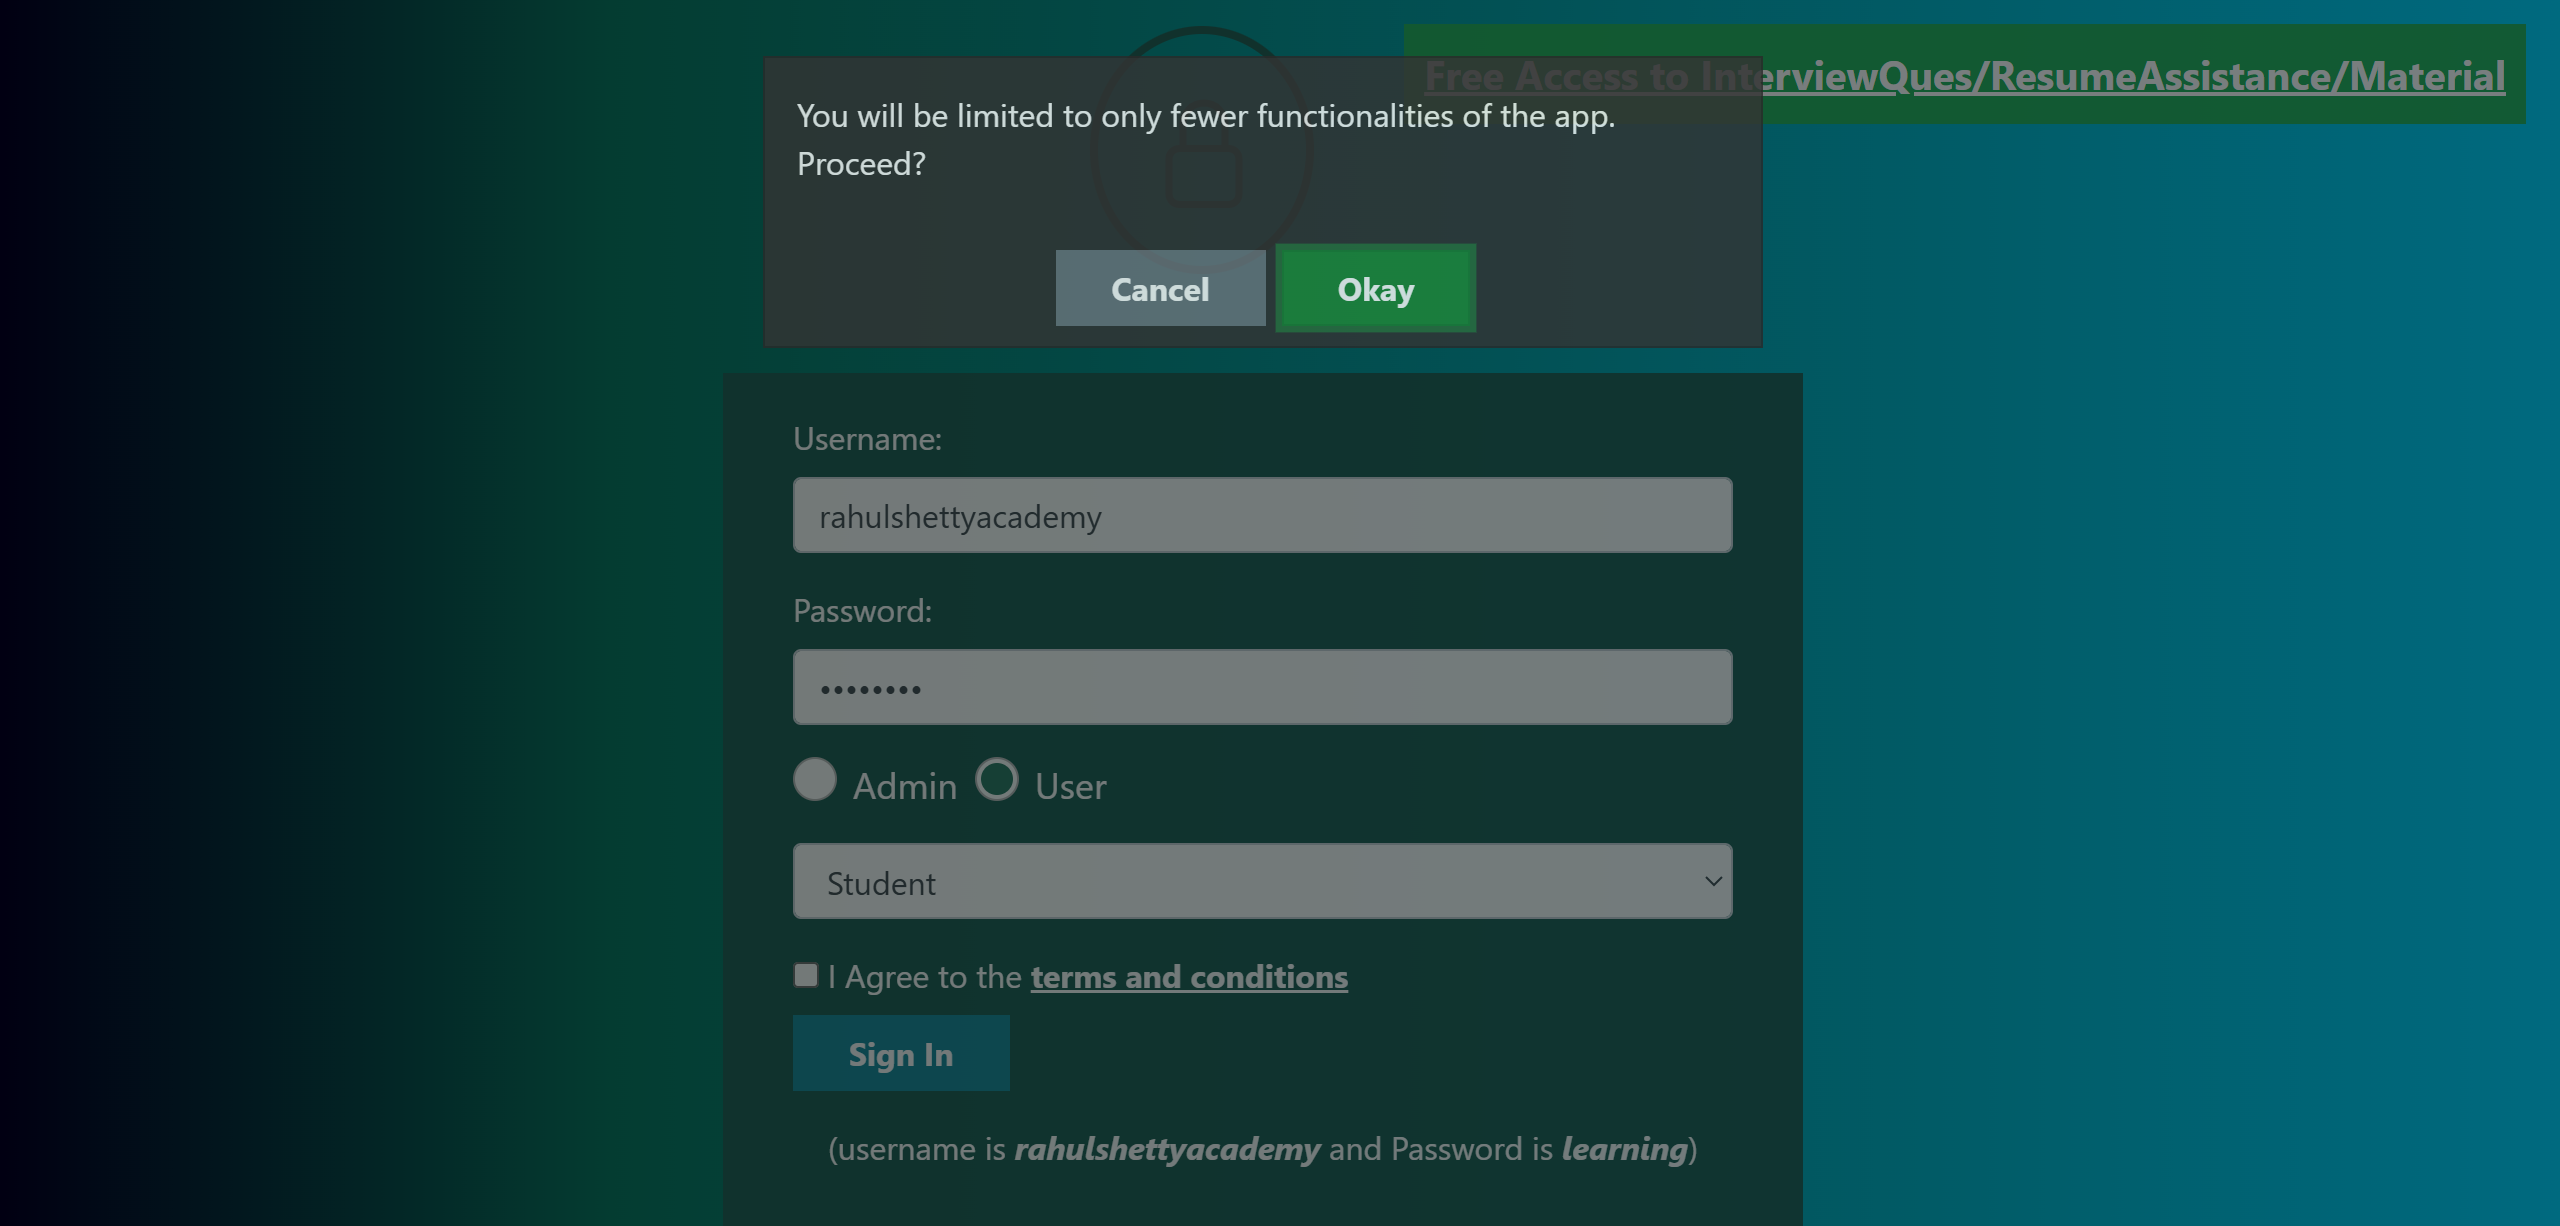 Free Access to InterviewQues/ResumeAssistance/Material
You will be limited to only fewer functionalities of the app.
Proceed?
Cancel Okay
Username:
rahulshettyacademy
Password:
••••••••
Admin User
Student
I Agree to the terms and conditions
Sign In
(username is rahulshettyacademy and Password is learning)